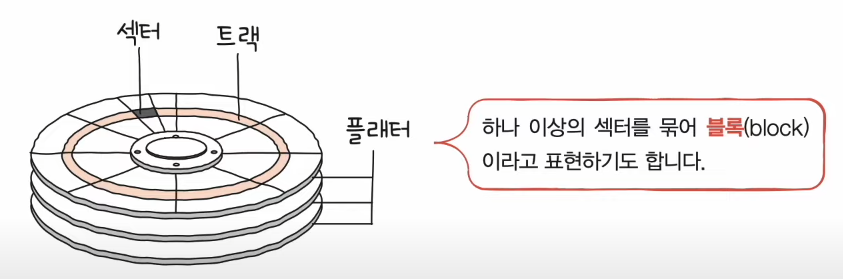 섹터
트랙
플래터
하나 이상의 섹터를 묶어 블록(block)
이라고 표현하기도 합니다.